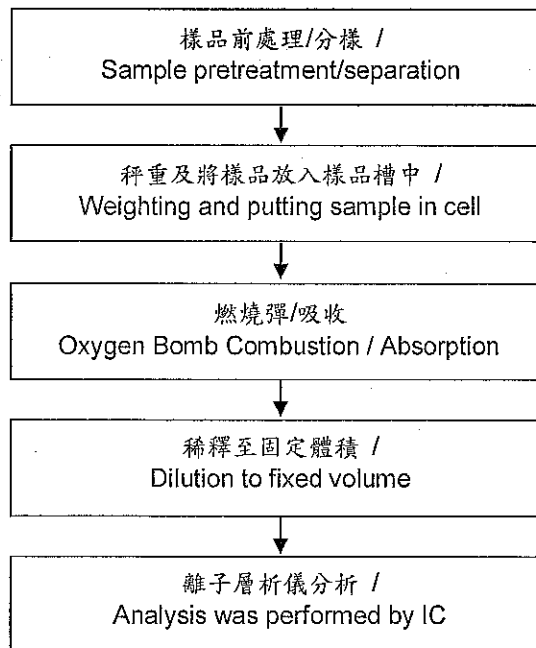 樣品前處理/分樣 /
Sample pretreatment/separation
秤重及將樣品放入樣品槽中 /
Weighting and putting sample in cell
燃燒彈/吸收
Oxygen Bomb Combustion / Absorption
稀釋至固定體積 /
Dilution to fixed volume
離子層析儀分析 /
Analysis was performed by IC